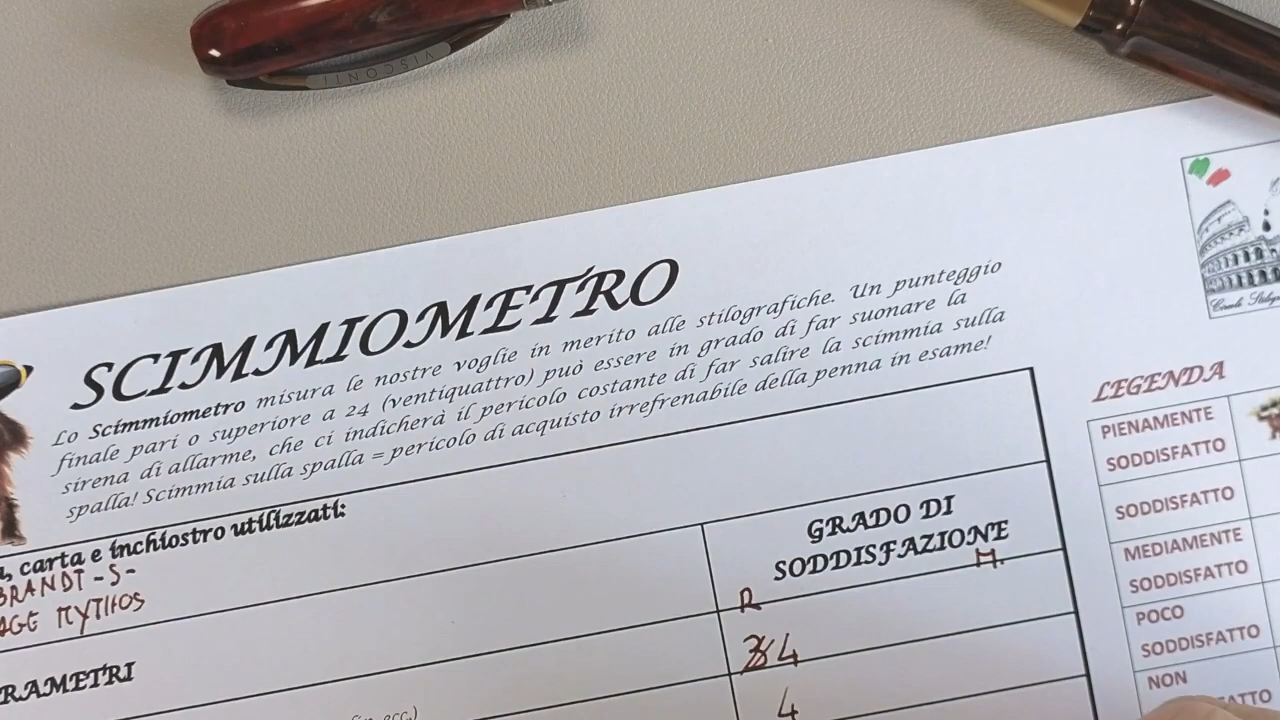 VISCONTI
SCIMMIOMETRO
Lo Scimmiometro misura le nostre voglie in merito alle stilografiche. Un punteggio
finale pari o superiore a 24 (ventiquattro) può essere in grado di far suonare la
sirena di allarme, che ci indicherà il pericolo costante di far salire la scimmia sulla
spalla! Scimmia sulla spalla = pericolo di acquisto irrefrenabile della penna in esame!
carta e inchiostro utilizzati:
BRANDT -S-
MYTHOS
GRADO DI
SODDISFAZIONE
R M.
4
4
RAMETRI
ecc.)
LEGENDA
PIENAMENTE
SODDISFATTO
SODDISFATTO
MEDIAMENTE
SODDISFATTO
POCO
SODDISFATTO
NON